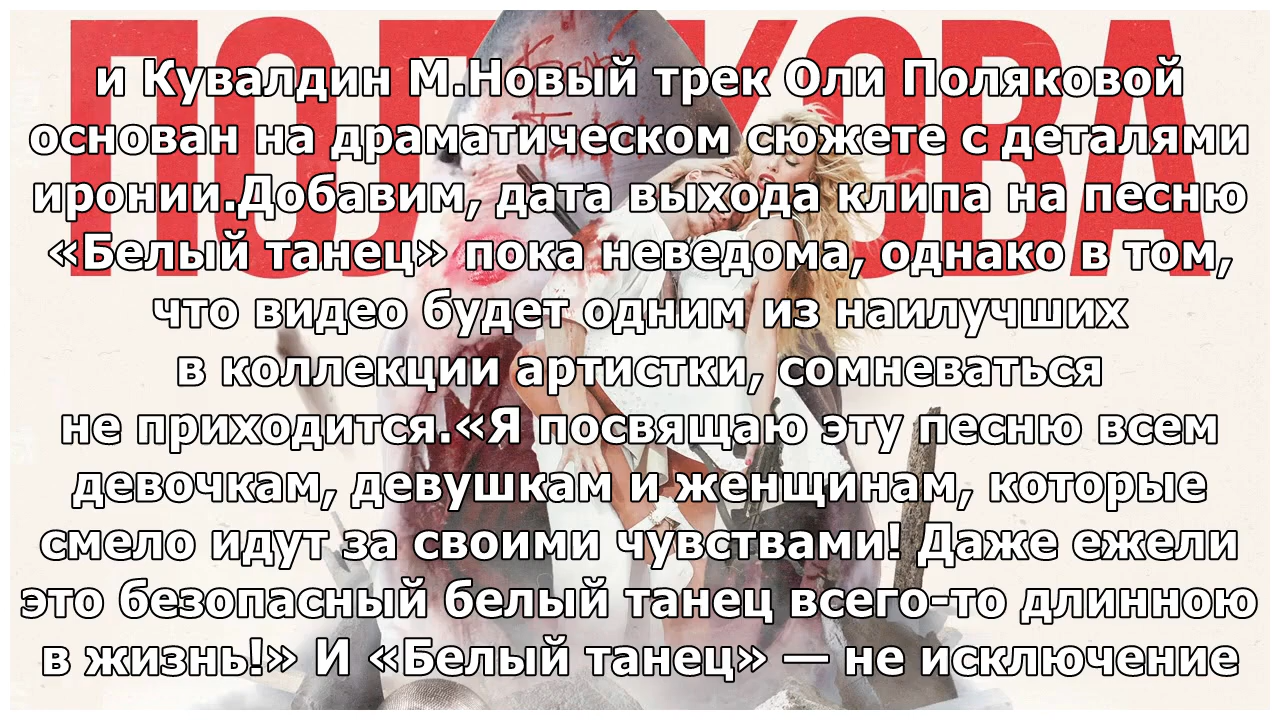 ПОЛЯКОВА
и Кувалдин М.Новый трек Оли Поляковой
основан на драматическом сюжете с деталями
иронии.Добавим, дата выхода клипа на песню
«Белый танец» пока неведома, однако в том,
что видео будет одним из наилучших
в коллекции артистки, сомневаться
не приходится.«Я посвящаю эту песню всем
девочкам, девушкам и женщинам, которые
смело идут за своими чувствами! Даже ежели
это безопасный белый танец всего-то длинною
в жизнь!» И «Белый танец» — не исключение